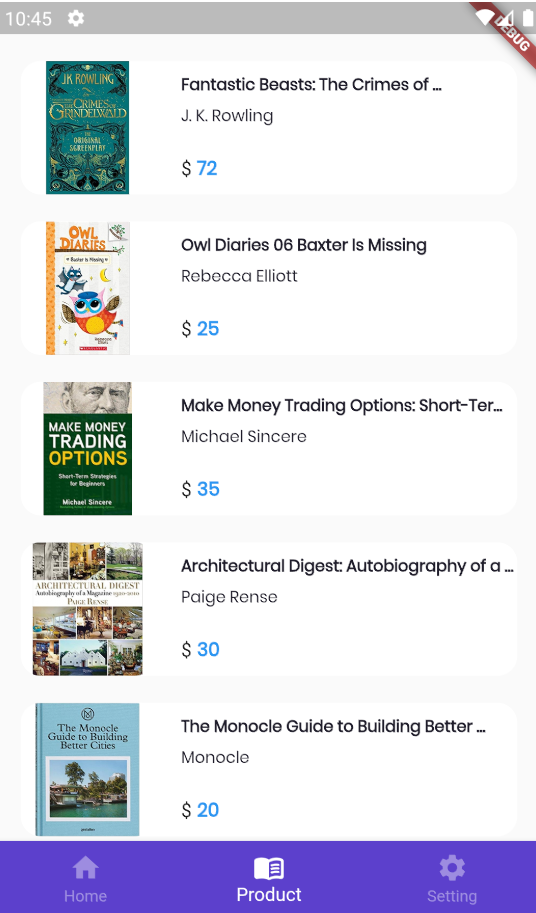 10:45
DEBUG
JK ROWLING
THE
CRIMES OF
GRINDELWALD
THE
ORIGINAL
SCREENPLAY
Fantastic Beasts: The Crimes of ...
J. K. Rowling
$ 72
OWL
DIARIES
Baxter Is Missing
Rebecca
Elliott
SCHOLASTIC
Owl Diaries 06 Baxter Is Missing
Rebecca Elliott
$ 25
MAKE MONEY
TRADING
OPTIONS
Short-Term Strategies
for Beginners
Michael Sincere
Make Money Trading Options: Short-Ter...
Michael Sincere
$ 35
ARCHITECTURAL DIGEST
Autobiography of a Magazine 1920-2010
PAIGE RENSE
Architectural Digest: Autobiography of a ...
Paige Rense
$ 30
The Monocle
Guide to Building
Better Cities
gestalten
The Monocle Guide to Building Better ...
Monocle
$ 20
Home
Product
Setting